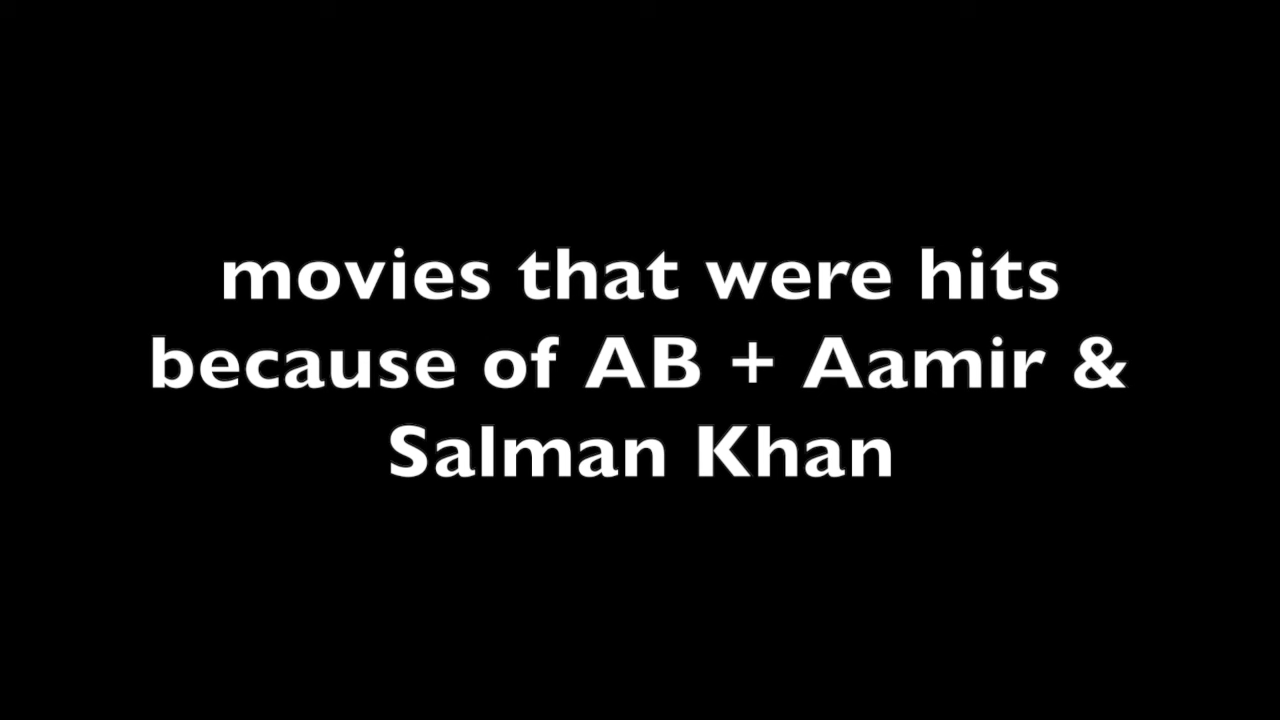 movies that were hits
because of AB + Aamir &
Salman Khan